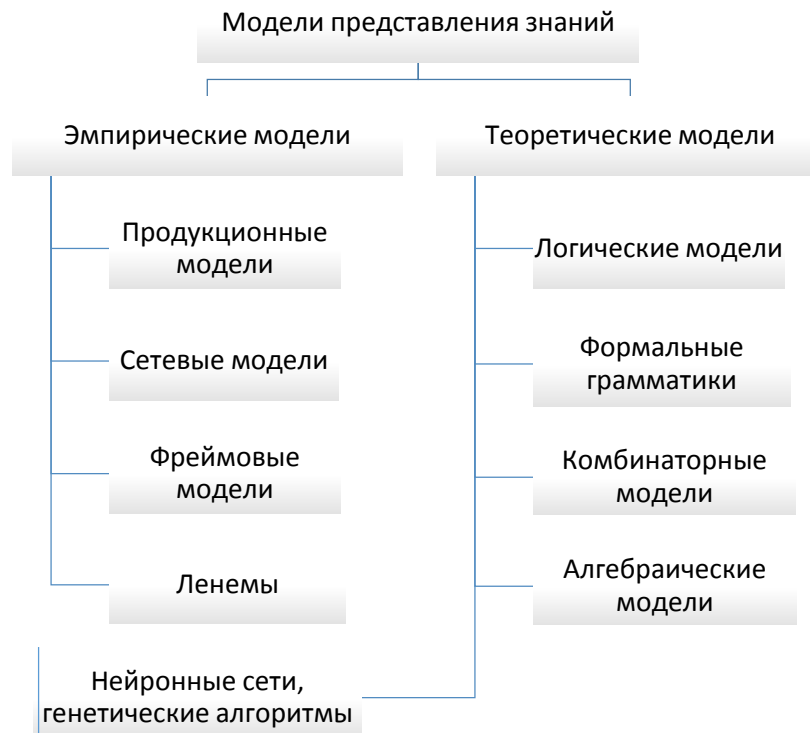 Модели представления знаний
Эмпирические модели
Теоретические модели
Продукционные
модели
Логические модели
Сетевые модели
Формальные
грамматики
Фреймовые
модели
Комбинаторные
модели
Ленемы
Алгебраические
модели
Нейронные сети,
генетические алгоритмы